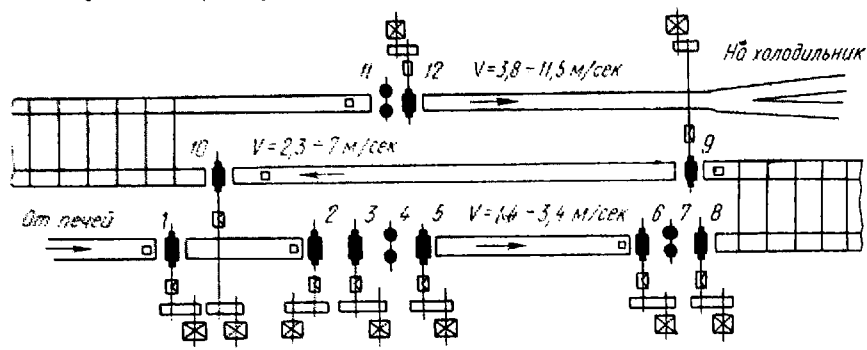 11 12 V=3,8-11,5 м/сек На холодильник
10 V=2,3-7 м/сек 9
От печей 1 2 3 4 5 V=1,4-3,4 м/сек 6 7 8